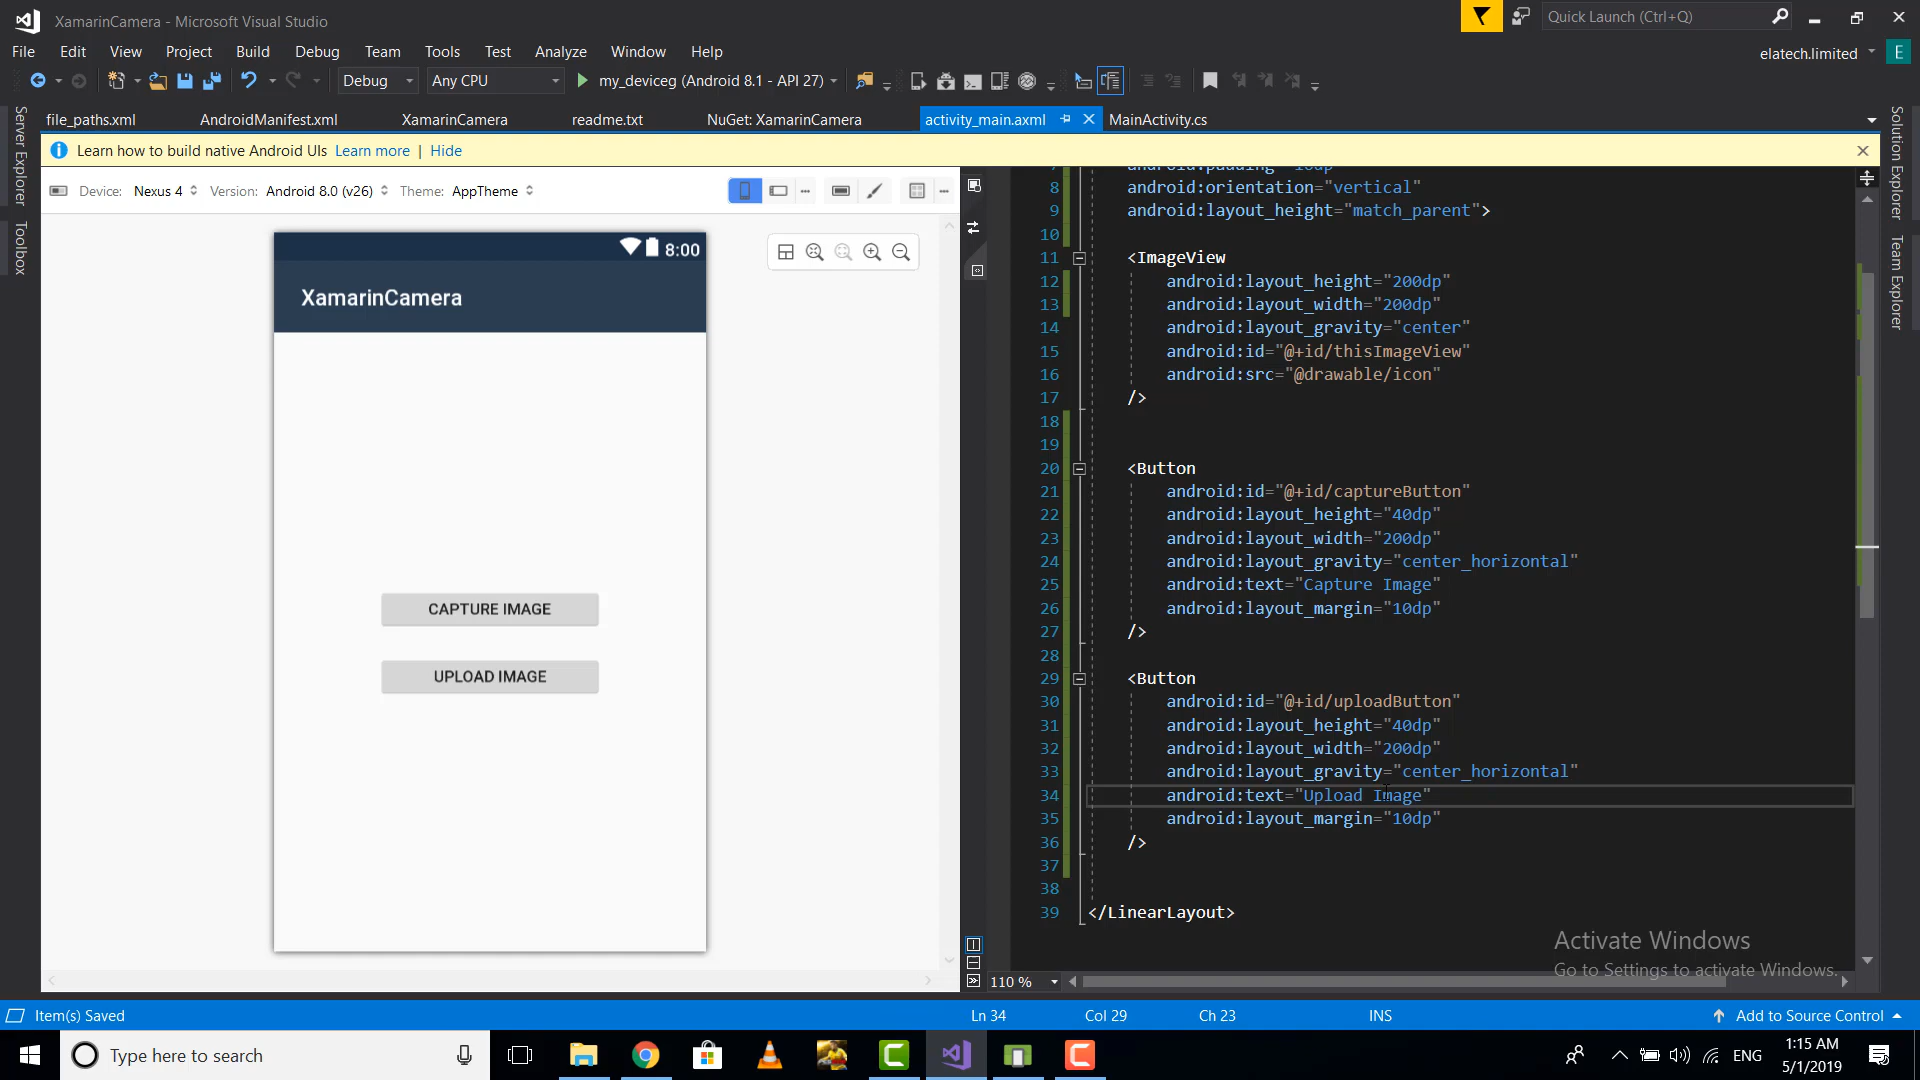 XamarinCamera - Microsoft Visual Studio
Quick Launch (Ctrl+Q)
File Edit View Project Build Debug Team Tools Test Analyze Window Help
elatech.limited E
Debug Any CPU my_deviceg (Android 8.1 - API 27)
file_paths.xml AndroidManifest.xml XamarinCamera readme.txt NuGet: XamarinCamera activity_main.axml MainActivity.cs
Server Explorer
Toolbox
Solution Explorer
Team Explorer
Learn how to build native Android UIs Learn more | Hide
Device: Nexus 4 Version: Android 8.0 (v26) Theme: AppTheme
8:00
XamarinCamera
CAPTURE IMAGE
UPLOAD IMAGE
8 android:orientation="vertical"
9 android:layout_height="match_parent">
10
11 <ImageView
12 android:layout_height="200dp"
13 android:layout_width="200dp"
14 android:layout_gravity="center"
15 android:id="@+id/thisImageView"
16 android:src="@drawable/icon"
17 />
18
19
20 <Button
21 android:id="@+id/captureButton"
22 android:layout_height="40dp"
23 android:layout_width="200dp"
24 android:layout_gravity="center_horizontal"
25 android:text="Capture Image"
26 android:layout_margin="10dp"
27 />
28
29 <Button
30 android:id="@+id/uploadButton"
31 android:layout_height="40dp"
32 android:layout_width="200dp"
33 android:layout_gravity="center_horizontal"
34 android:text="Upload Image"
35 android:layout_margin="10dp"
36 />
37
38
39 </LinearLayout>
Activate Windows
Go to Settings to activate Windows.
110 %
Item(s) Saved Ln 34 Col 29 Ch 23 INS Add to Source Control
Type here to search
ENG
1:15 AM
5/1/2019